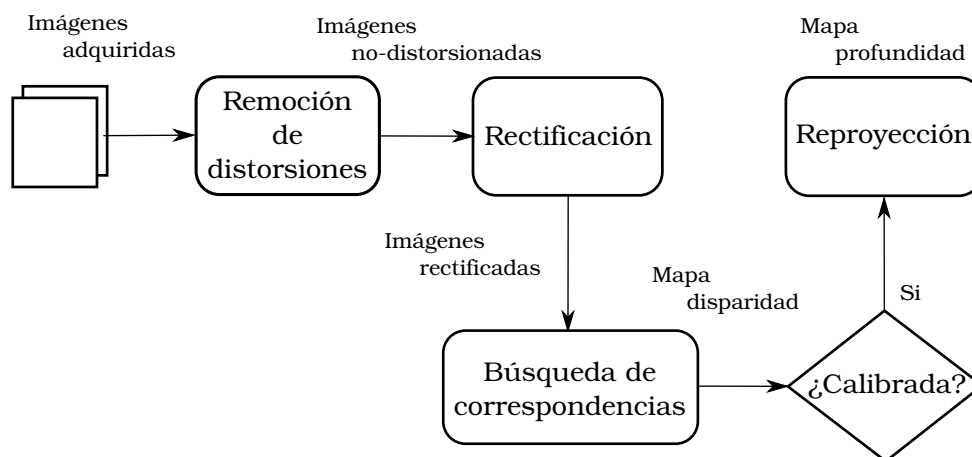 Imágenes
adquiridas
Imágenes
no-distorsionadas
Mapa
profundidad
Remoción
de
distorsiones
Rectificación
Reproyección
Imágenes
rectificadas
Mapa
disparidad
Si
Búsqueda de
correspondencias
¿Calibrada?